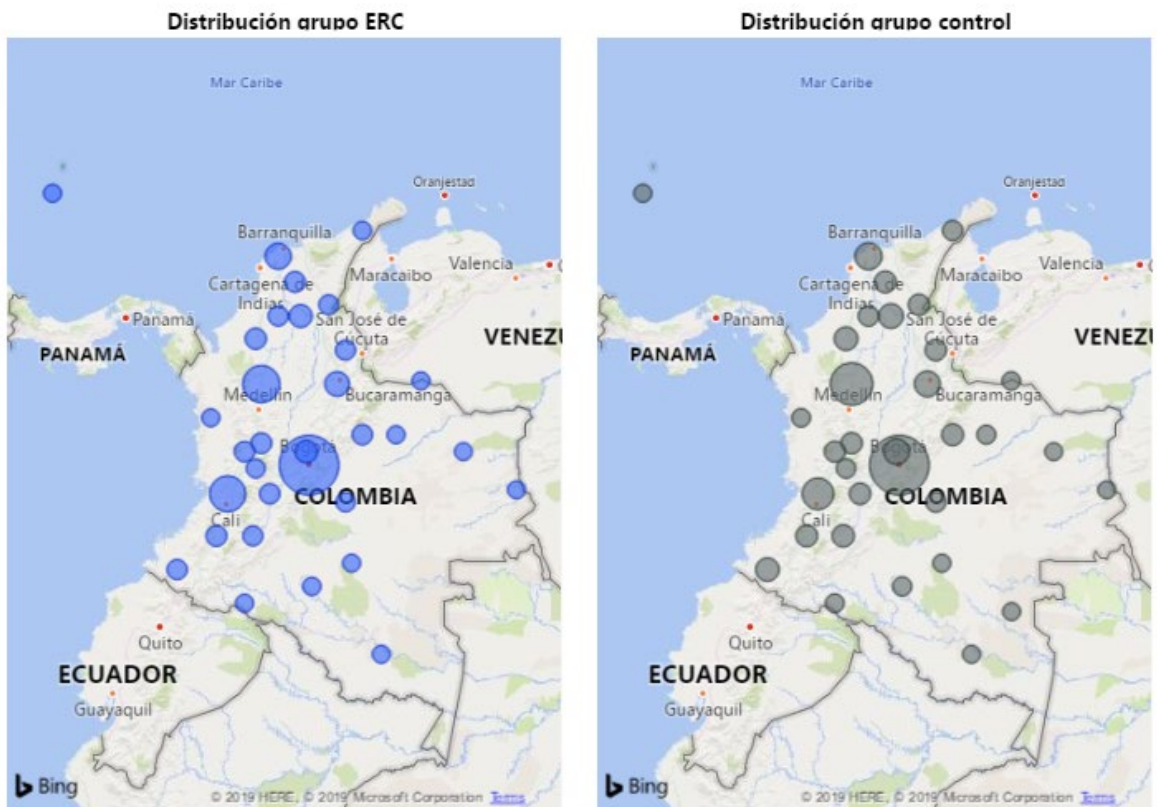 Distribución grupo ERC
Mar Caribe
Oranjestad
Barranquilla
Cartagena de
Indias
Maracaibo
Valencia
Panamá
PANAMÁ
San José de
Cúcuta
VENEZU
Medellín
Bucaramanga
Bogotá
COLOMBIA
Cali
Quito
ECUADOR
Guayaquil
Bing
© 2019 HERE, © 2019 Microsoft Corporation Terms
Distribución grupo control
Mar Caribe
Oranjestad
Barranquilla
Cartagena de
Indias
Maracaibo
Valencia
Panamá
PANAMÁ
San José de
Cúcuta
VENEZU
Medellín
Bucaramanga
Bogotá
COLOMBIA
Cali
Quito
ECUADOR
Guayaquil
Bing
© 2019 HERE, © 2019 Microsoft Corporation Terms